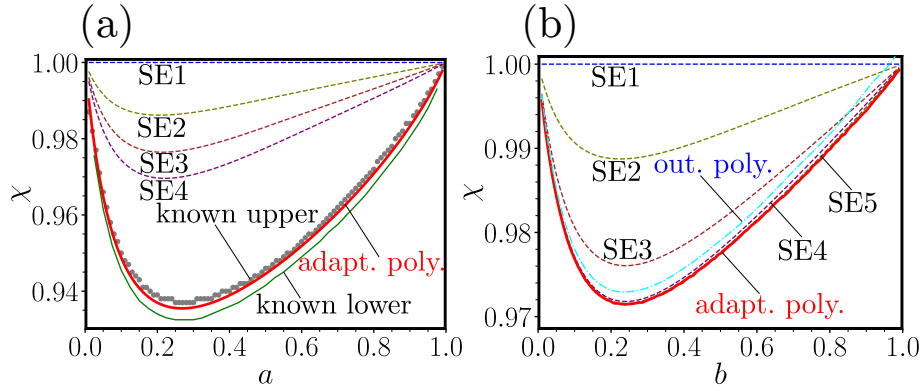 (a)
1.00
0.98
0.96
0.94
χ
SE1
SE2
SE3
SE4
known upper
adapt. poly.
known lower
0.0
0.2
0.4
0.6
0.8
1.0
a
(b)
1.00
0.99
0.98
0.97
χ
SE1
SE2
out. poly.
SE5
SE3
SE4
adapt. poly.
0.0
0.2
0.4
0.6
0.8
1.0
b